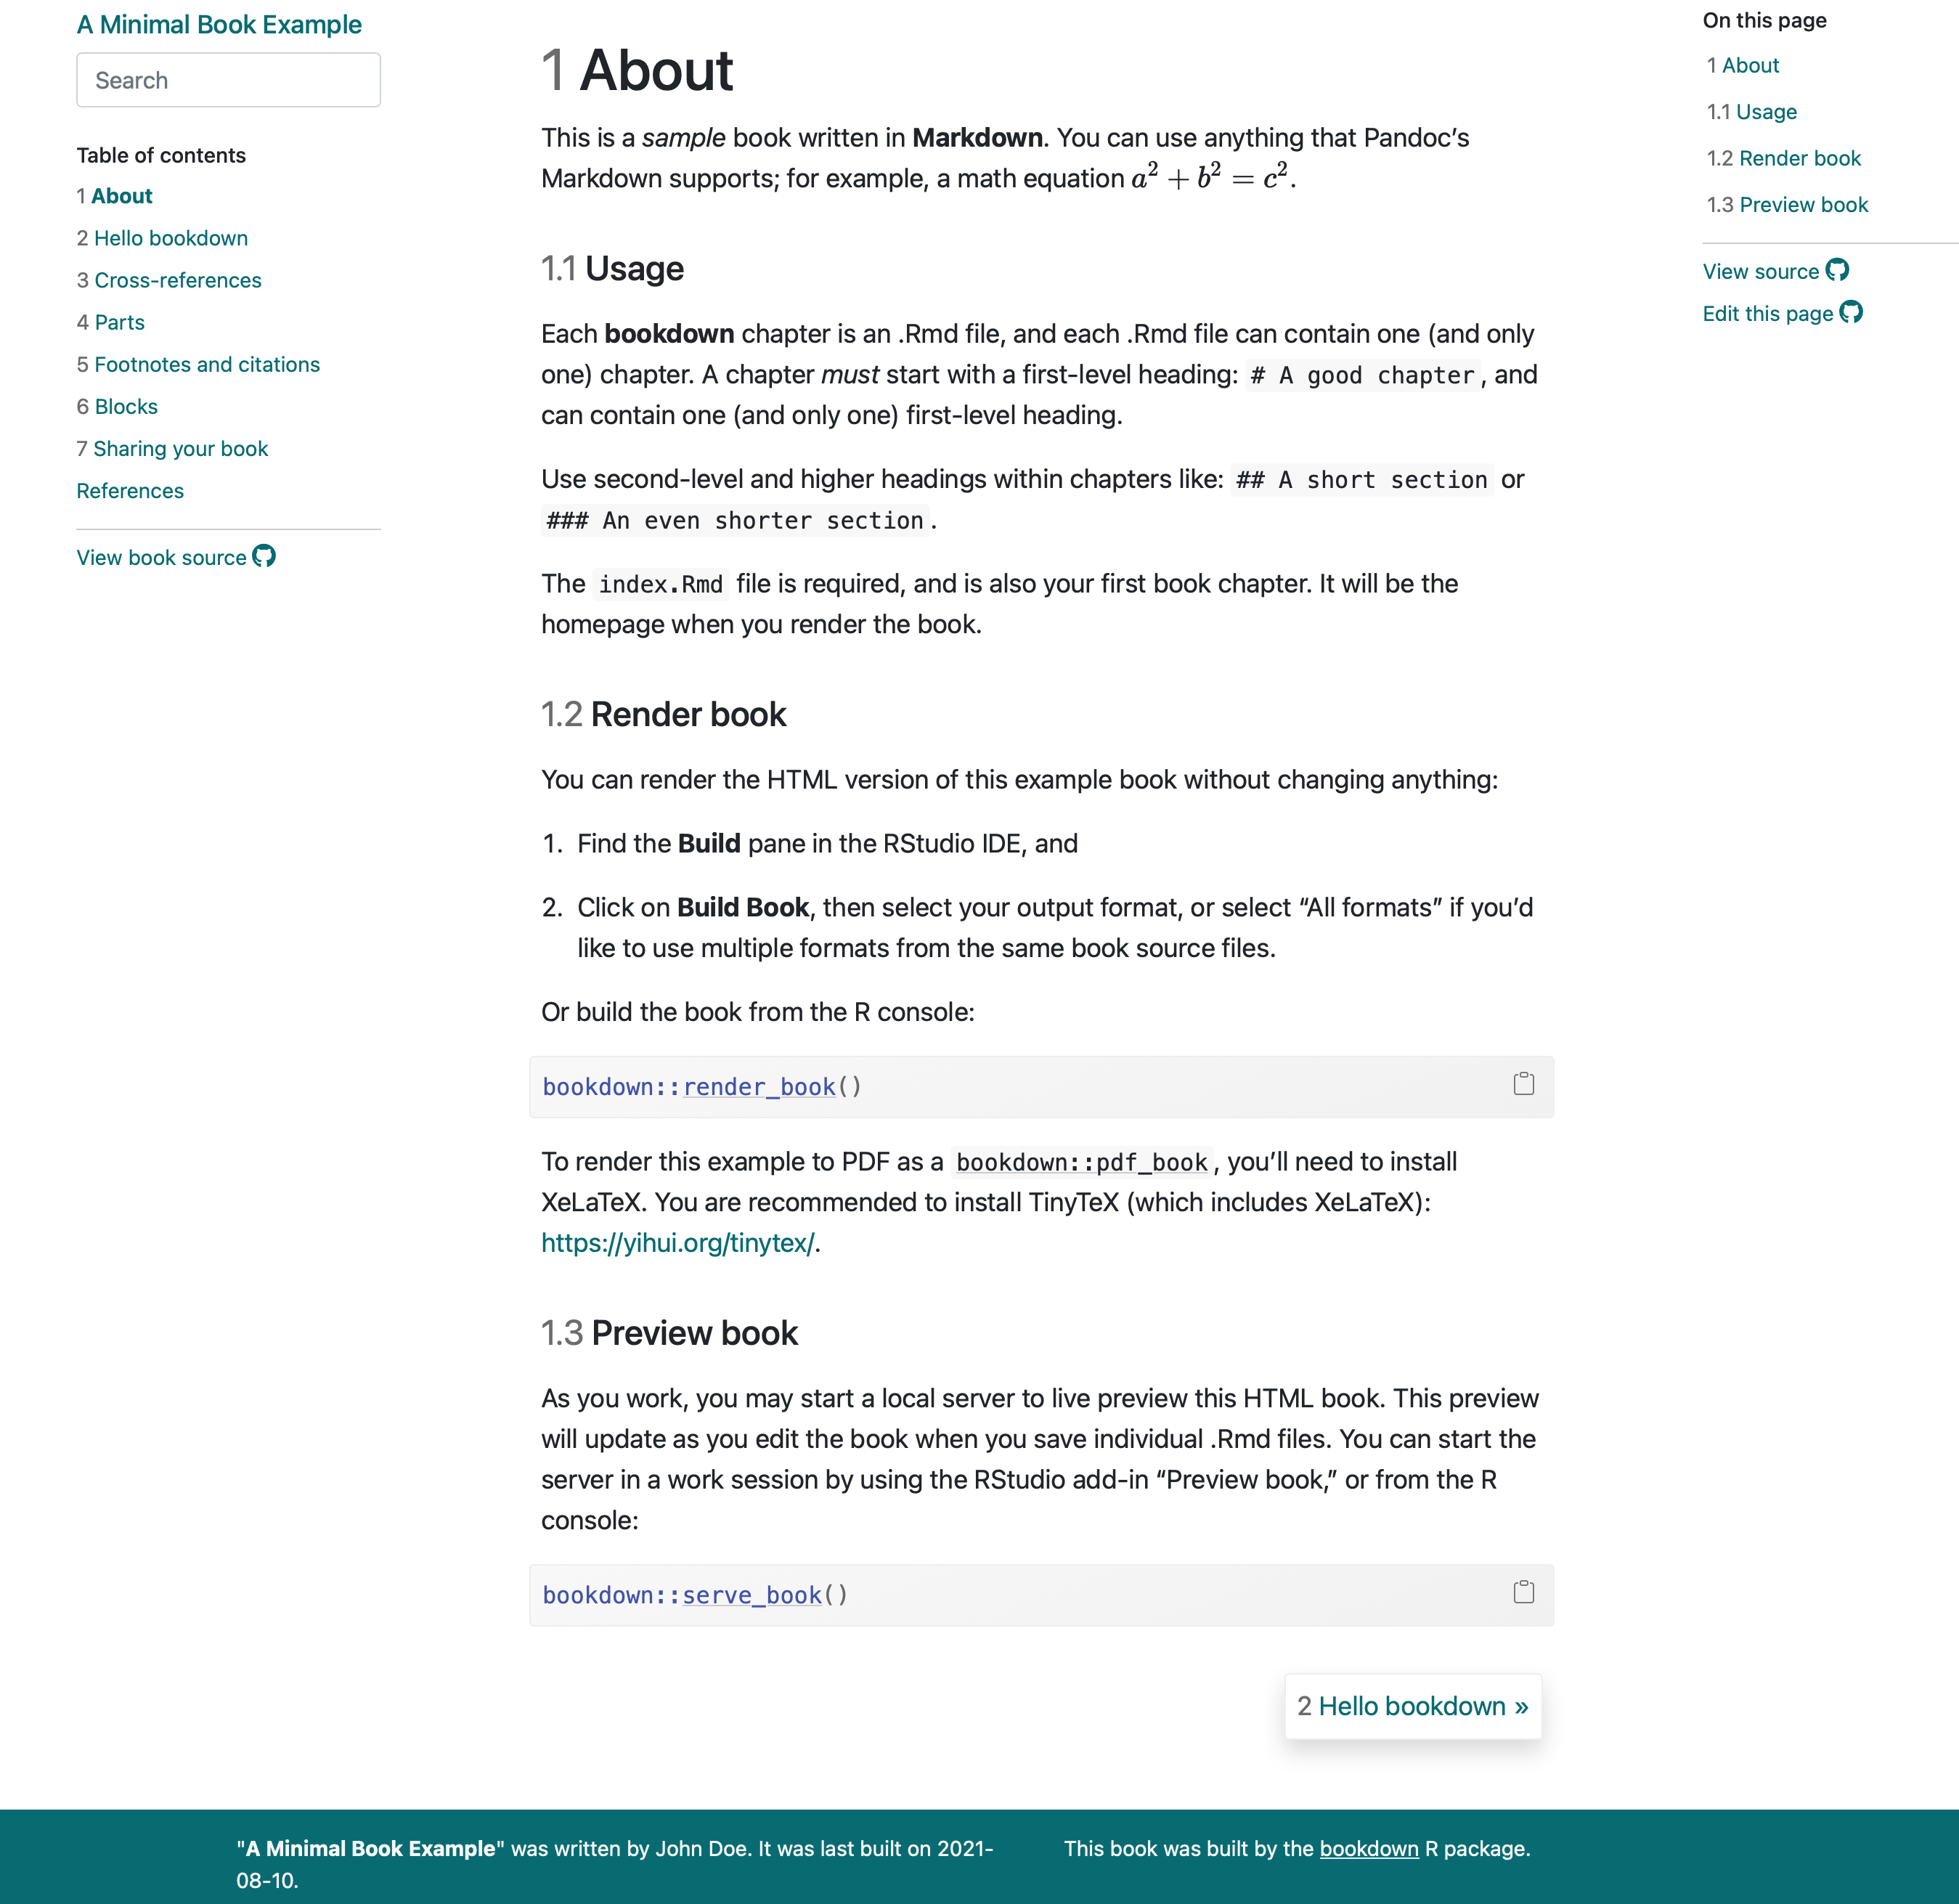 A Minimal Book Example
Search
Table of contents
1 About
2 Hello bookdown
3 Cross-references
4 Parts
5 Footnotes and citations
6 Blocks
7 Sharing your book
References
View book source
1 About
This is a sample book written in Markdown. You can use anything that Pandoc’s
Markdown supports; for example, a math equation a² + b² = c².
1.1 Usage
Each bookdown chapter is an .Rmd file, and each .Rmd file can contain one (and only
one) chapter. A chapter must start with a first-level heading: # A good chapter, and
can contain one (and only one) first-level heading.
Use second-level and higher headings within chapters like: ## A short section or
### An even shorter section.
The index.Rmd file is required, and is also your first book chapter. It will be the
homepage when you render the book.
1.2 Render book
You can render the HTML version of this example book without changing anything:
1. Find the Build pane in the RStudio IDE, and
2. Click on Build Book, then select your output format, or select “All formats” if you’d
like to use multiple formats from the same book source files.
Or build the book from the R console:
bookdown::render_book()
To render this example to PDF as a bookdown::pdf_book, you’ll need to install
XeLaTeX. You are recommended to install TinyTeX (which includes XeLaTeX):
https://yihui.org/tinytex/.
1.3 Preview book
As you work, you may start a local server to live preview this HTML book. This preview
will update as you edit the book when you save individual .Rmd files. You can start the
server in a work session by using the RStudio add-in “Preview book,” or from the R
console:
bookdown::serve_book()
2 Hello bookdown »
On this page
1 About
1.1 Usage
1.2 Render book
1.3 Preview book
View source
Edit this page
"A Minimal Book Example" was written by John Doe. It was last built on 2021-
08-10.
This book was built by the bookdown R package.